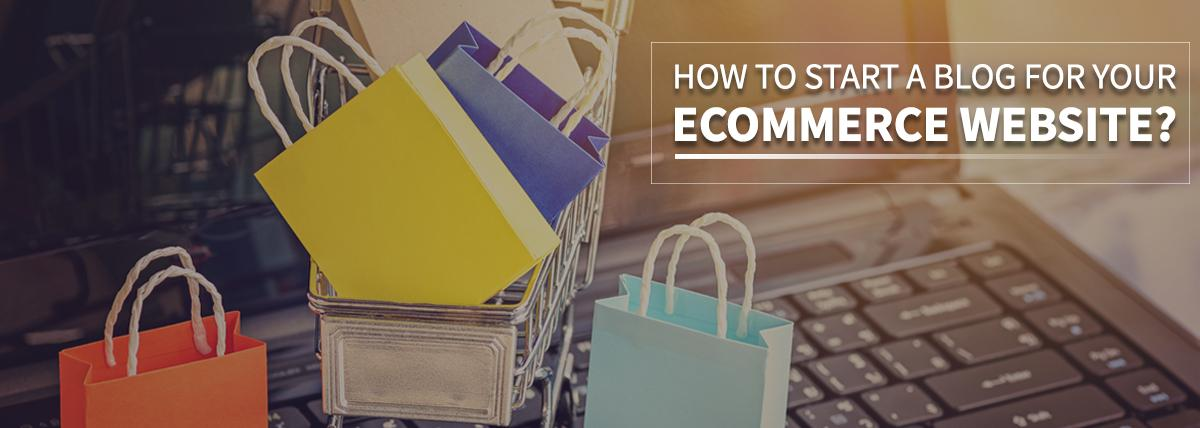 HOW TO START A BLOG FOR YOUR
ECOMMERCE WEBSITE?